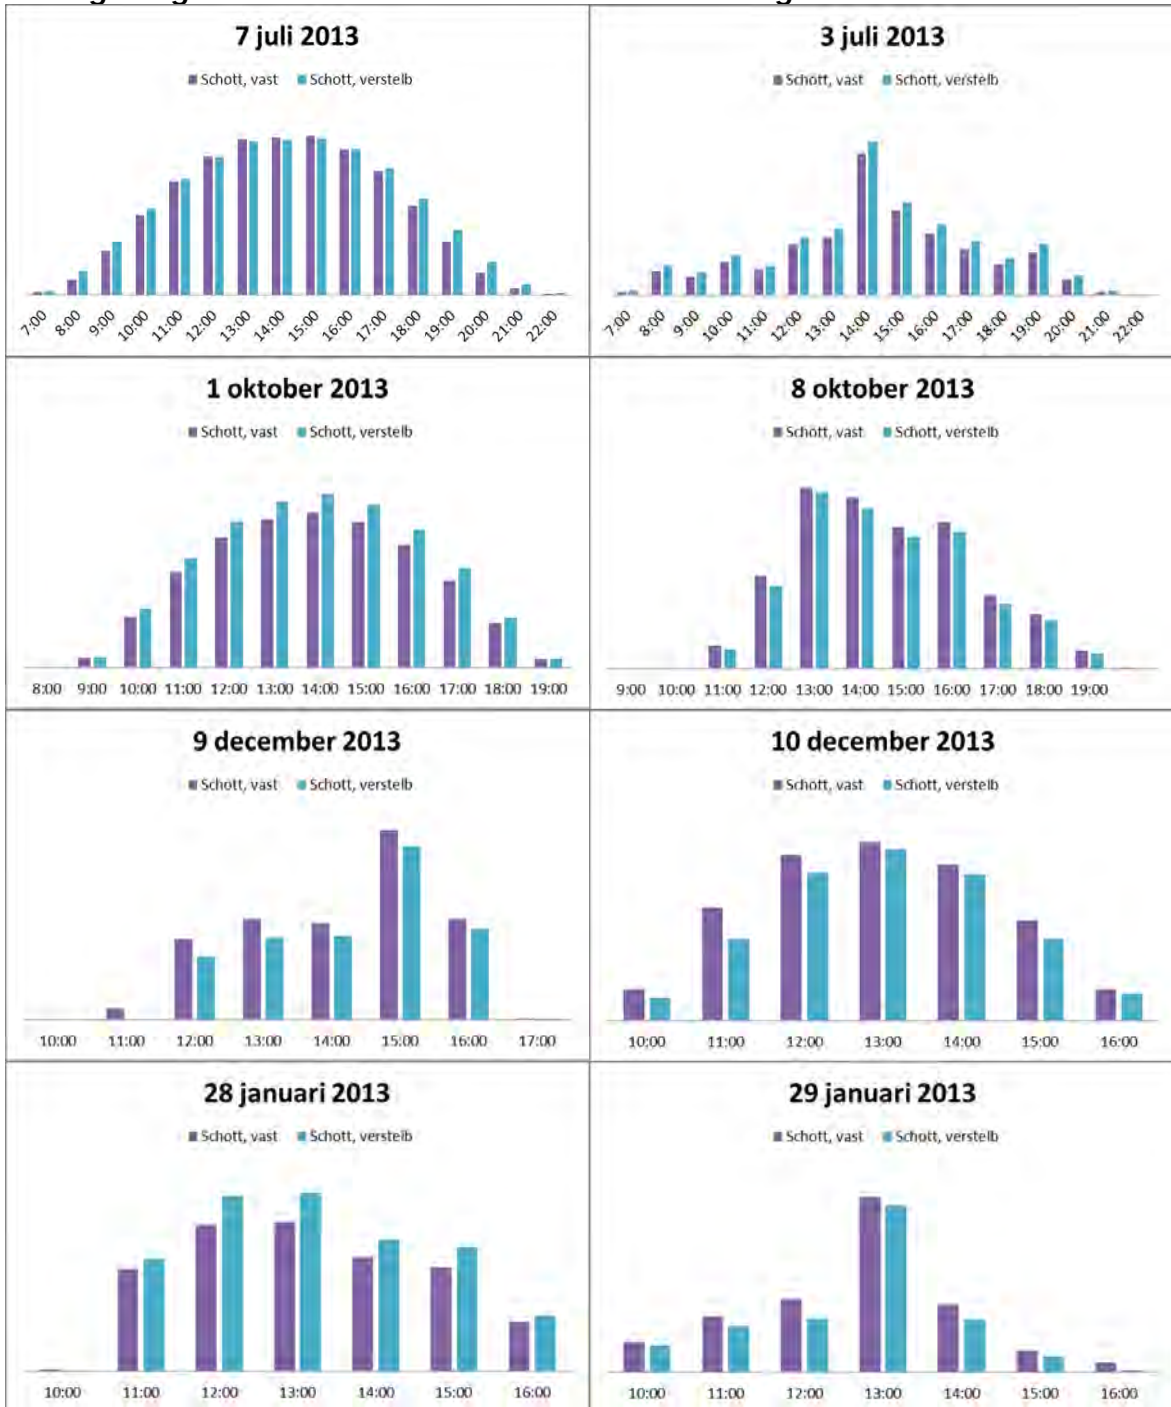 7 juli 2013
Schott, vast Schott, verstelb
7:00 8:00 9:00 10:00 11:00 12:00 13:00 14:00 15:00 16:00 17:00 18:00 19:00 20:00 21:00 22:00
3 juli 2013
Schott, vast Schott, verstelb
7:00 8:00 9:00 10:00 11:00 12:00 13:00 14:00 15:00 16:00 17:00 18:00 19:00 20:00 21:00 22:00
1 oktober 2013
Schott, vast Schott, verstelb
8:00 9:00 10:00 11:00 12:00 13:00 14:00 15:00 16:00 17:00 18:00 19:00
8 oktober 2013
Schott, vast Schott, verstelb
9:00 10:00 11:00 12:00 13:00 14:00 15:00 16:00 17:00 18:00 19:00
9 december 2013
Schott, vast Schott, verstelb
10:00 11:00 12:00 13:00 14:00 15:00 16:00 17:00
10 december 2013
Schott, vast Schott, verstelb
10:00 11:00 12:00 13:00 14:00 15:00 16:00
28 januari 2013
Schott, vast Schott, verstelb
10:00 11:00 12:00 13:00 14:00 15:00 16:00
29 januari 2013
Schott, vast Schott, verstelb
10:00 11:00 12:00 13:00 14:00 15:00 16:00